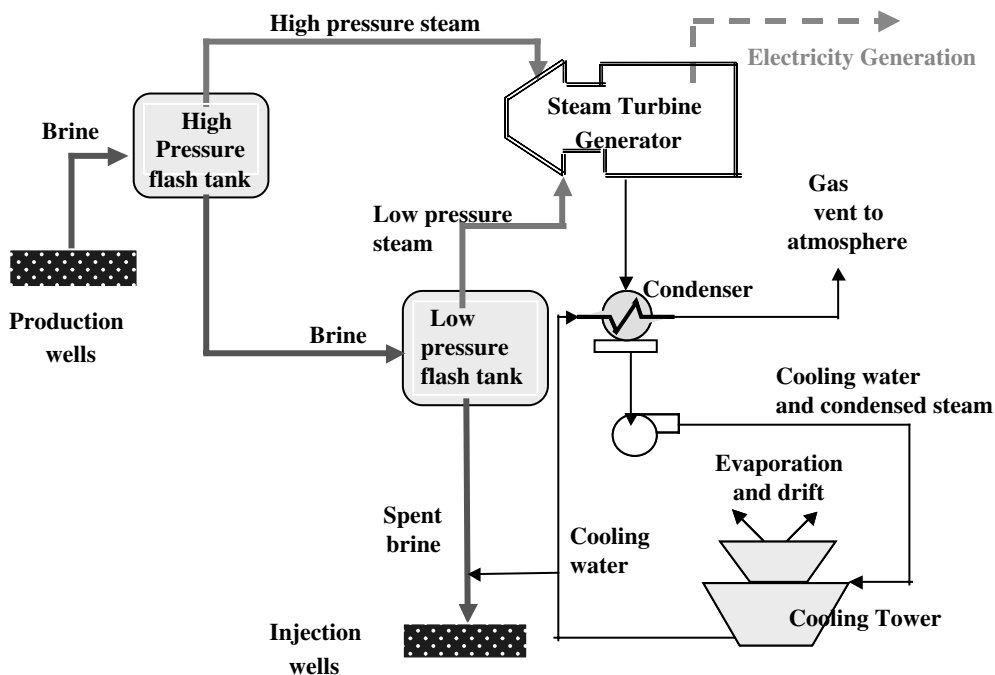 High pressure steam
Electricity Generation
Steam Turbine
Generator
Brine
High
Pressure
flash tank
Low pressure
steam
Gas
vent to
atmosphere
Production
wells
Condenser
Brine
Low
pressure
flash tank
Cooling water
and condensed steam
Evaporation
and drift
Spent
brine
Cooling
water
Cooling Tower
Injection
wells